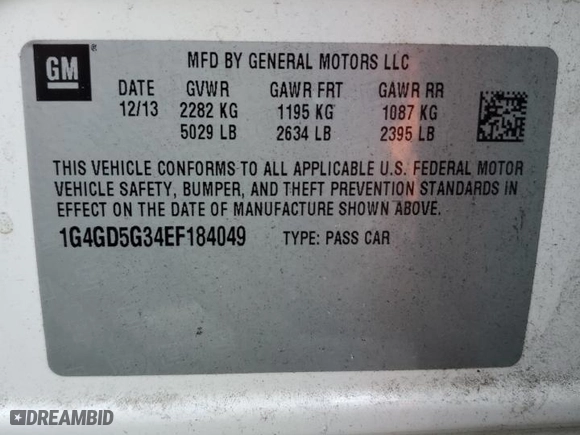 GM
MFD BY GENERAL MOTORS LLC
DATE GVWR GAWR FRT GAWR RR
12/13 2282 KG 1195 KG 1087 KG
5029 LB 2634 LB 2395 LB
THIS VEHICLE CONFORMS TO ALL APPLICABLE U.S. FEDERAL MOTOR
VEHICLE SAFETY, BUMPER, AND THEFT PREVENTION STANDARDS IN
EFFECT ON THE DATE OF MANUFACTURE SHOWN ABOVE.
1G4GD5G34EF184049 TYPE: PASS CAR
DREAMBID